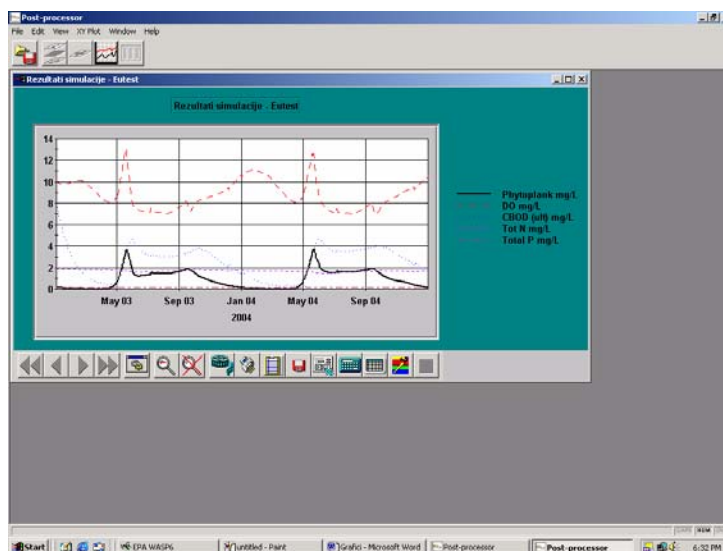 Post-processor
File Edit View XY Plot Window Help
Rezultati simulacije - Eutest
Rezultati simulacije - Eutest
14
12
10
8
6
4
2
0
May 03 Sep 03 Jan 04 May 04 Sep 04
2004
Phytoplank mg/L
DO mg/L
CBOD (ult) mg/L
Tot N mg/L
Total P mg/L
NUM
Start EPA WASP6 untitled - Paint Grafici - Microsoft Word Post-processor Post-processor 6:32 PM